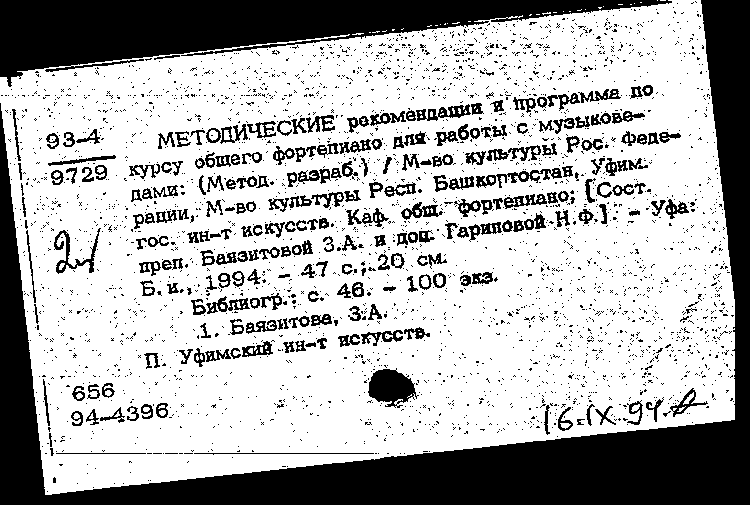 93-4
9729
2у
МЕТОДИЧЕСКИЕ рекомендации и программа по
курсу общего фортепиано для работы с музыкове-
дами: (Метод. разраб.) / М-во культуры Рос. Феде-
рации, М-во культуры Респ. Башкортостан, Уфим.
гос. ин-т искусств. Каф. общ. фортепиано; [Сост.
преп. Баязитовой З.А. и доц. Гариповой Н.Ф.]. - Уфа:
Б.и., 1994. - 47 с.; 20 см.
Библиогр.: с. 46. - 100 экз.
1. Баязитова, З.А.
П. Уфимский ин-т искусств.
656
94-4396
16.IX.94.